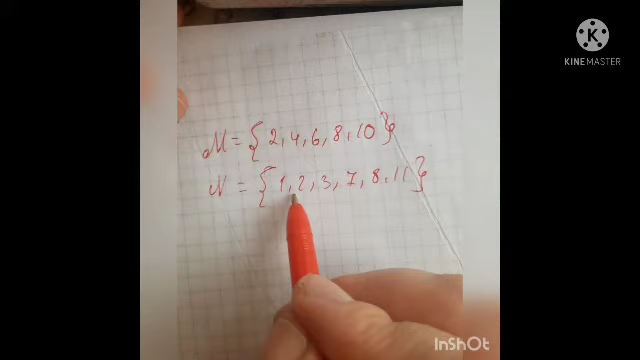 K
KINEMASTER
M = { 2, 4, 6, 8, 10 }
N = { 1, 2, 3, 7, 8, 11 }
InShOt